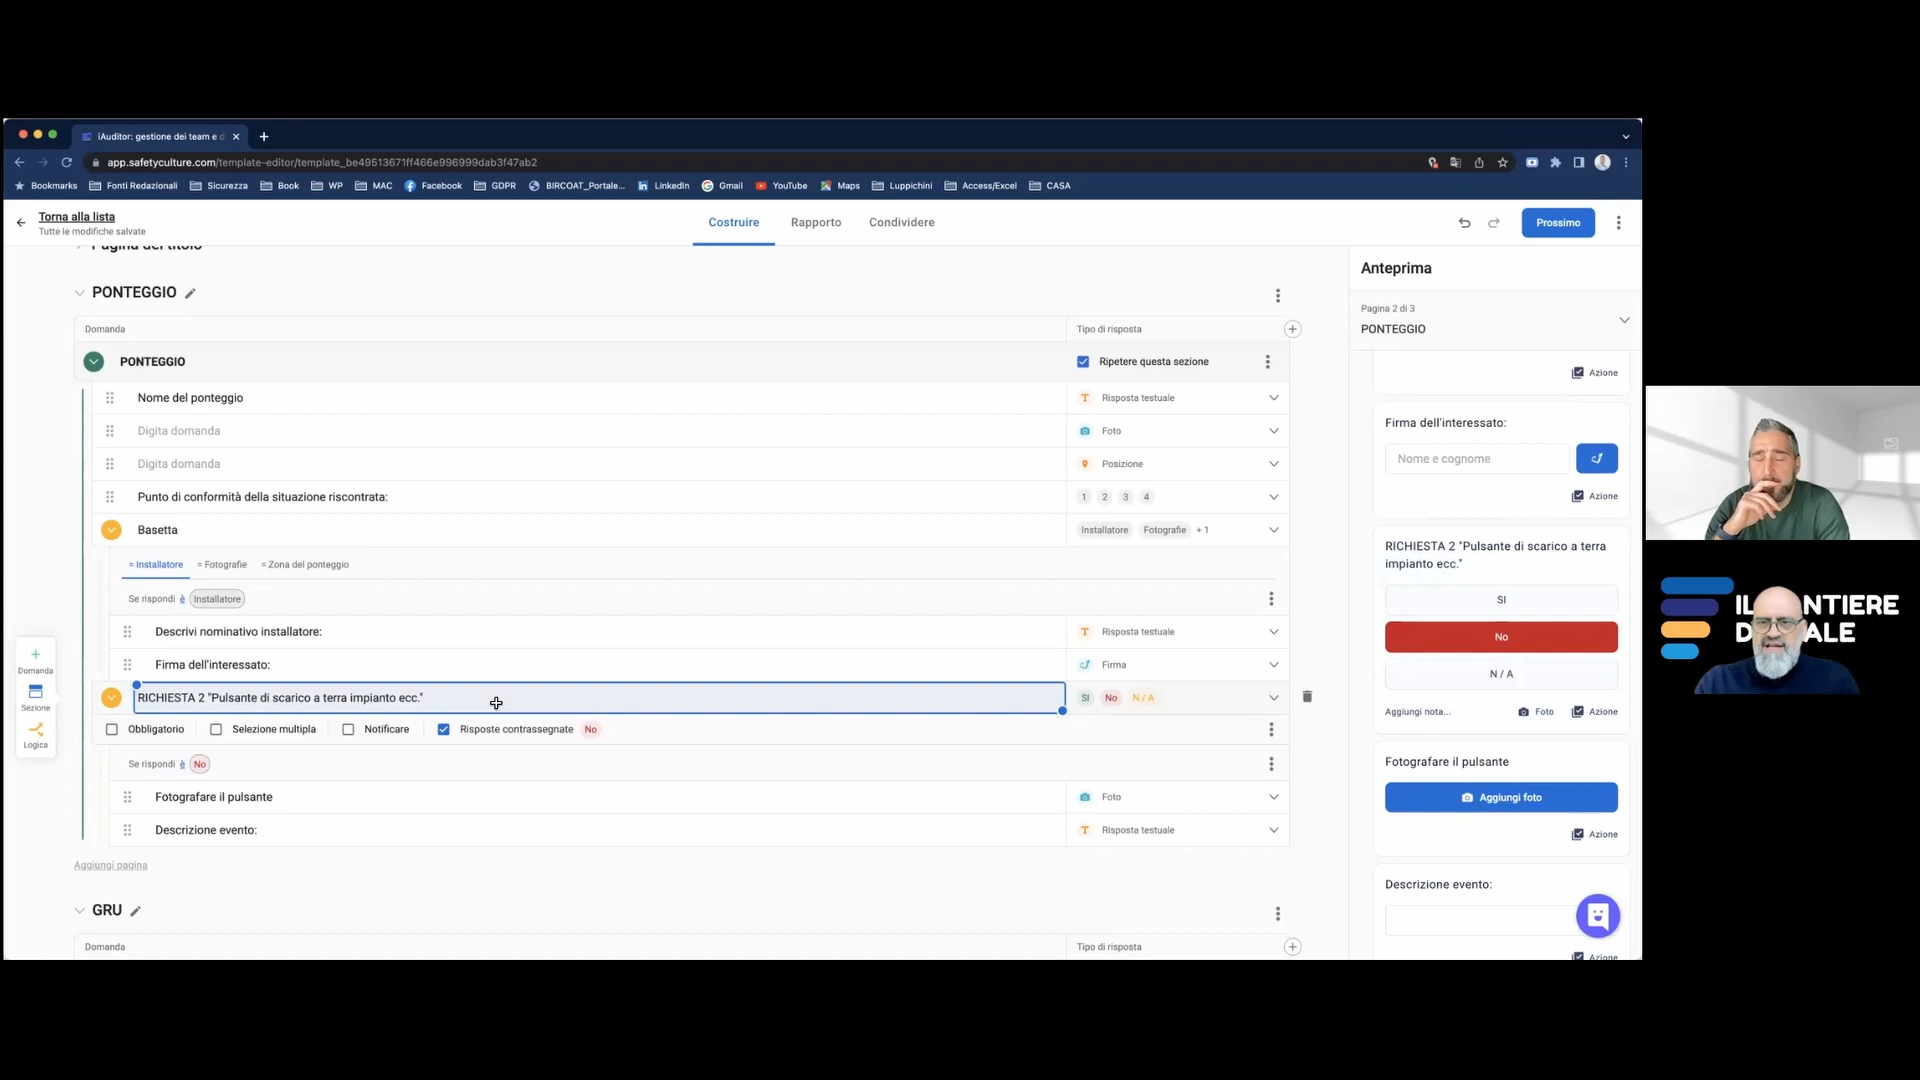 iAuditor: gestione dei team e d
app.safetyculture.com/template-editor/template_be49513671ff466e996999dab3f47ab2
Bookmarks Fonti Redazionali Sicurezza Book WP MAC Facebook GDPR BIRCOAT_Portale... LinkedIn Gmail YouTube Maps Luppichini Access/Excel CASA
Torna alla lista
Tutte le modifiche salvate
Costruire Rapporto Condividere
Prossimo
Pagina del titolo
PONTEGGIO
Domanda Tipo di risposta
PONTEGGIO Ripetere questa sezione
Nome del ponteggio Risposta testuale
Digita domanda Foto
Digita domanda Posizione
Punto di conformità della situazione riscontrata: 1 2 3 4
Basetta Installatore Fotografie + 1
= Installatore = Fotografie = Zona del ponteggio
Se rispondi è Installatore
Descrivi nominativo installatore: Risposta testuale
Firma dell'interessato: Firma
RICHIESTA 2 "Pulsante di scarico a terra impianto ecc." SI No N / A
Obbligatorio Selezione multipla Notificare Risposte contrassegnate No
Se rispondi è No
Fotografare il pulsante Foto
Descrizione evento: Risposta testuale
Aggiungi pagina
GRU
Domanda Tipo di risposta
Domanda
Sezione
Logica
Anteprima
Pagina 2 di 3
PONTEGGIO
Azione
Firma dell'interessato:
Nome e cognome
Azione
RICHIESTA 2 "Pulsante di scarico a terra
impianto ecc."
SI
No
N / A
Aggiungi nota... Foto Azione
Fotografare il pulsante
Aggiungi foto
Azione
Descrizione evento:
Azione